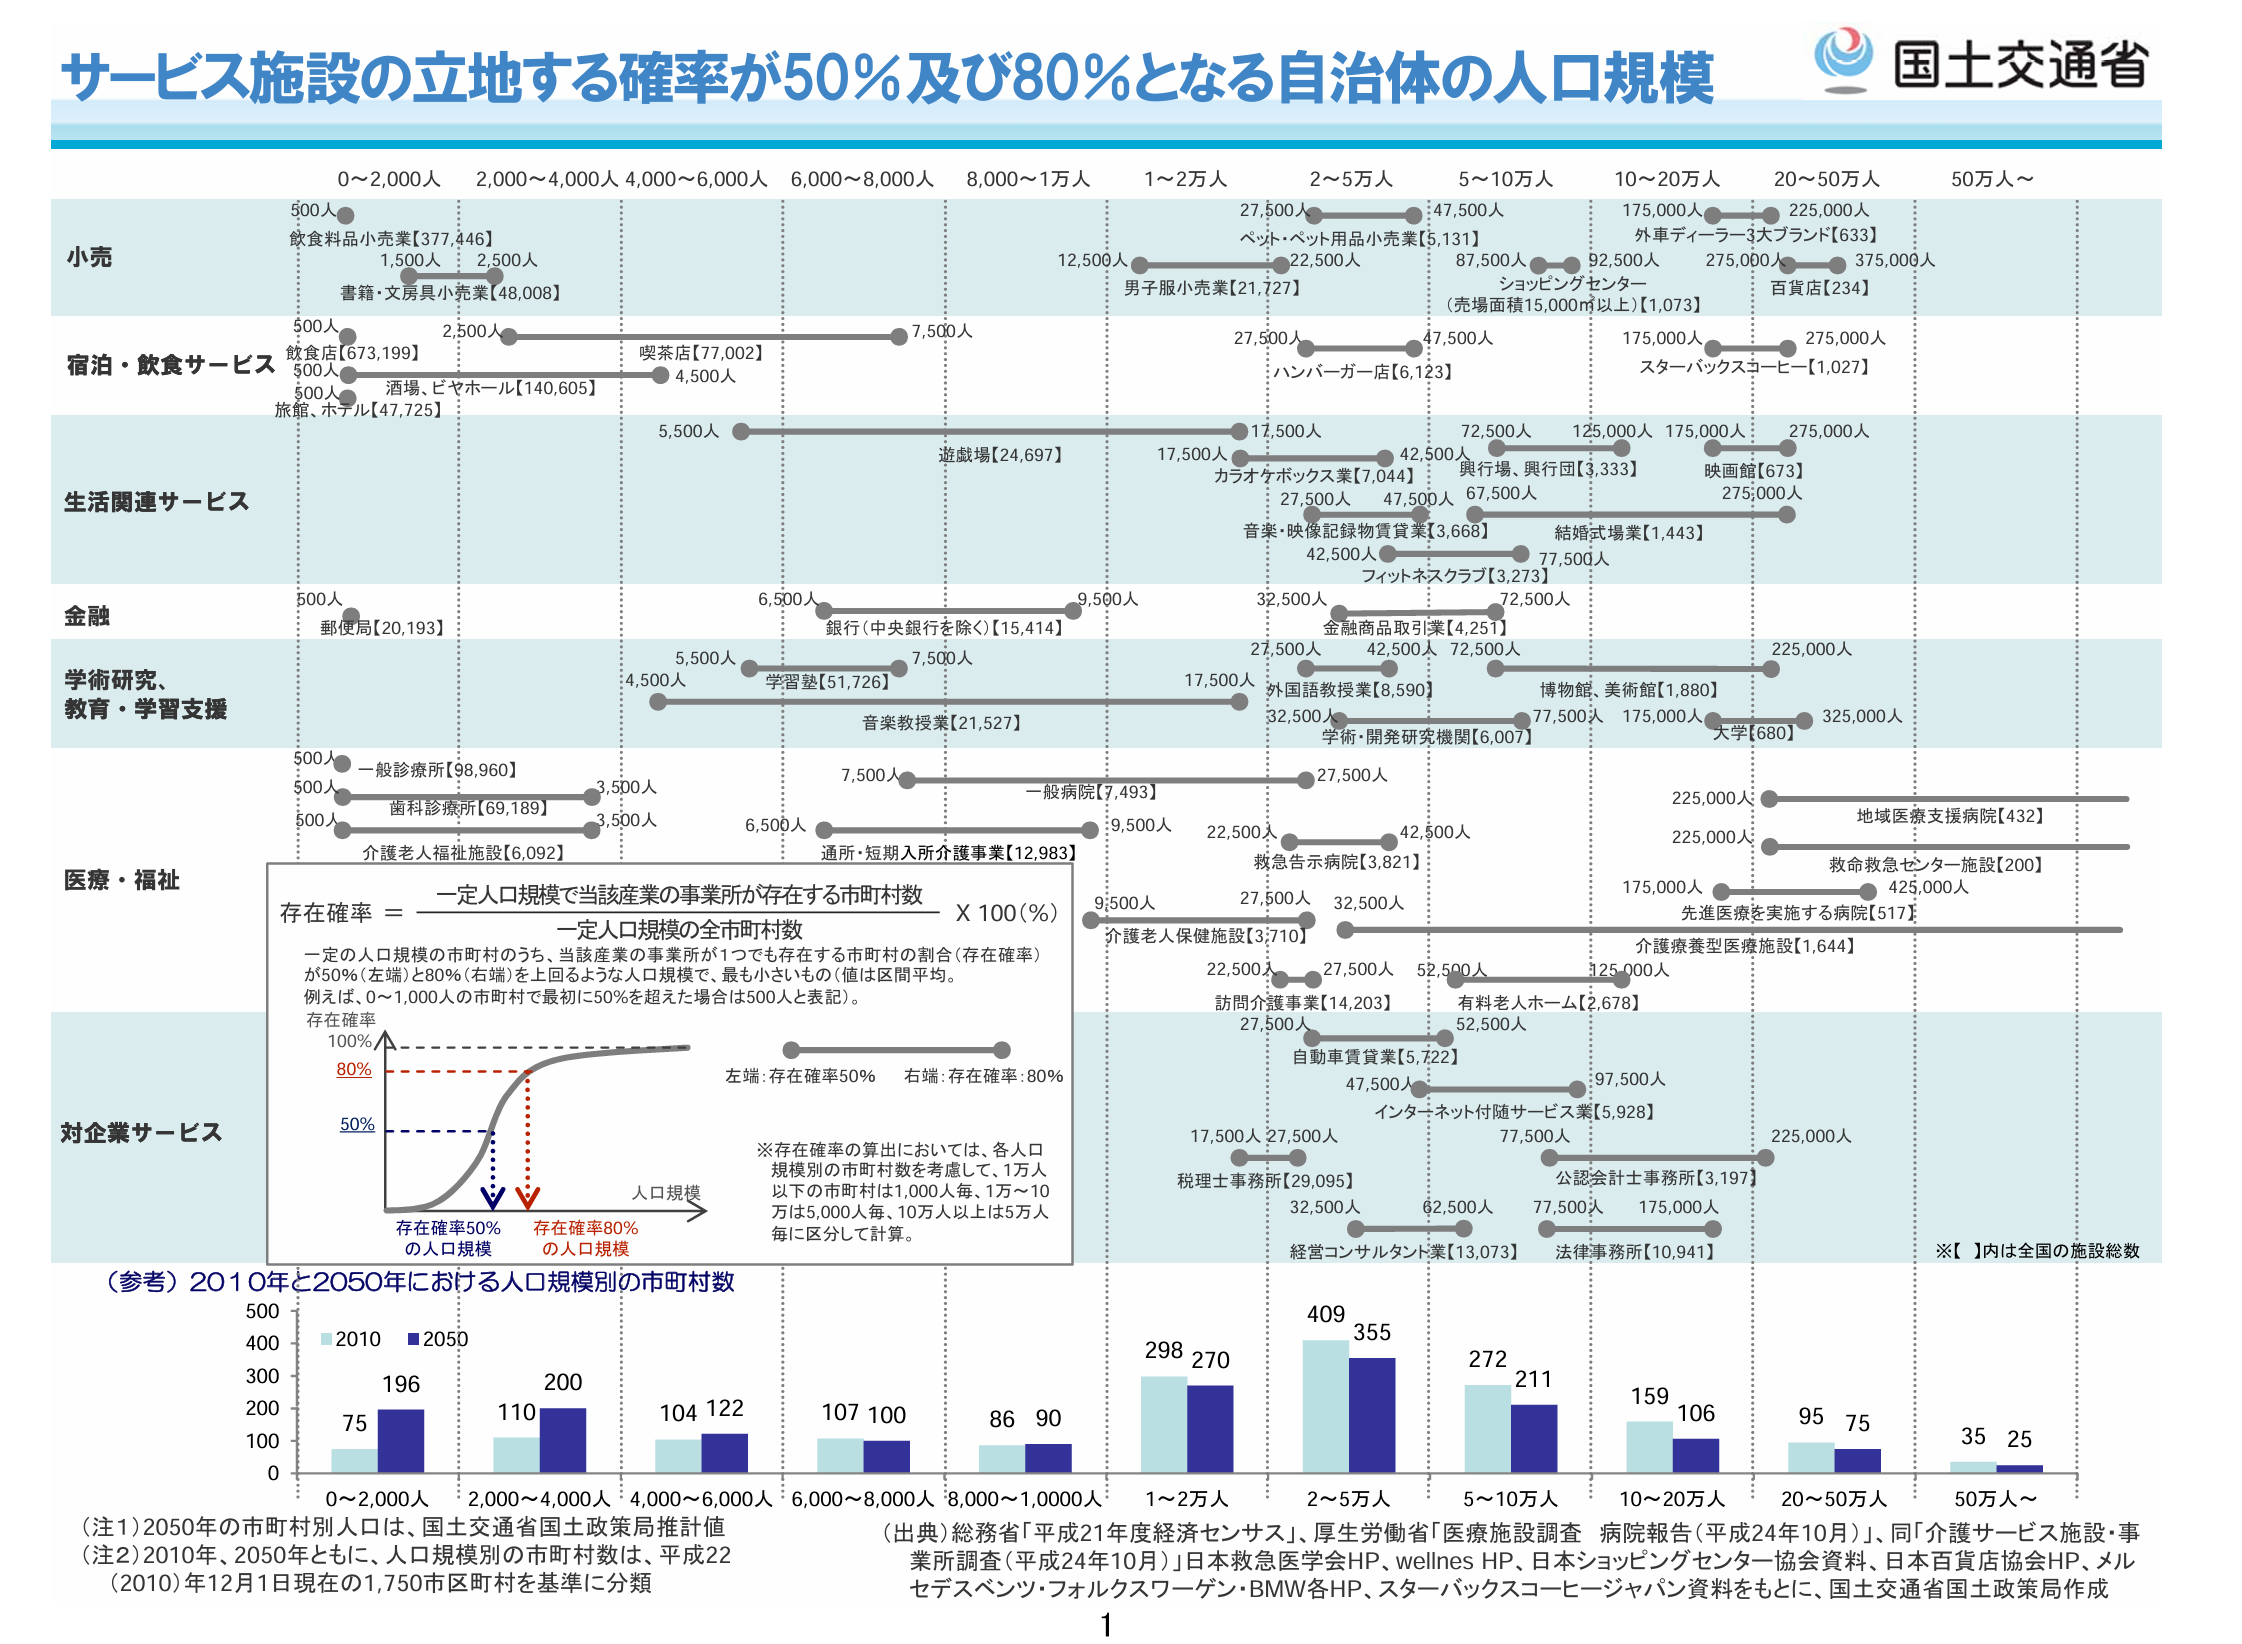 サービス施設の立地する確率が50%及び80%となる自治体の人口規模
国土交通省
0～2,000人 2,000～4,000人 4,000～6,000人 6,000～8,000人 8,000～1万人 1～2万人 2～5万人 5～10万人 10～20万人 20～50万人 50万人～
小売
500人
飲食料品小売業【377,446】
1,500人 2,500人
書籍・文房具小売業【48,008】
27,500人 47,500人
ペット・ペット用品小売業【5,131】
12,500人 22,500人
男子服小売業【21,727】
175,000人 225,000人
外車ディーラー3大ブランド【633】
87,500人 92,500人
ショッピングセンター
（売場面積15,000㎡以上）【1,073】
275,000人 375,000人
百貨店【234】
宿泊・飲食サービス
500人
飲食店【673,199】
2,500人 7,500人
喫茶店【77,002】
500人 4,500人
酒場、ビヤホール【140,605】
500人
旅館、ホテル【47,725】
27,500人 47,500人
ハンバーガー店【6,123】
175,000人 275,000人
スターバックスコーヒー【1,027】
生活関連サービス
5,500人 17,500人
遊戯場【24,697】
17,500人 42,500人
カラオケボックス業【7,044】
72,500人 125,000人
興行場、興行団【3,333】
175,000人 275,000人
映画館【673】
27,500人 47,500人
音楽・映像記録物賃貸業【3,668】
67,500人 275,000人
結婚式場業【1,443】
42,500人 77,500人
フィットネスクラブ【3,273】
金融
500人
郵便局【20,193】
6,500人 9,500人
銀行（中央銀行を除く）【15,414】
32,500人 72,500人
金融商品取引業【4,251】
学術研究、
教育・学習支援
5,500人 7,500人
学習塾【51,726】
4,500人 17,500人
音楽教授業【21,527】
27,500人 42,500人
外国語教授業【8,590】
72,500人 225,000人
博物館、美術館【1,880】
32,500人 77,500人
学術・開発研究機関【6,007】
175,000人 325,000人
大学【680】
医療・福祉
500人
一般診療所【98,960】
500人 3,500人
歯科診療所【69,189】
500人 3,500人
介護老人福祉施設【6,092】
7,500人 27,500人
一般病院【7,493】
6,500人 9,500人
通所・短期入所介護事業【12,983】
22,500人 42,500人
救急告示病院【3,821】
225,000人
地域医療支援病院【432】
225,000人
救命救急センター施設【200】
175,000人 425,000人
先進医療を実施する病院【517】
9,500人 27,500人
介護老人保健施設【3,710】
32,500人
介護療養型医療施設【1,644】
22,500人 27,500人
訪問介護事業【14,203】
52,500人 125,000人
有料老人ホーム【2,678】
対企業サービス
27,500人 52,500人
自動車賃貸業【5,722】
47,500人 97,500人
インターネット付随サービス業【5,928】
17,500人 27,500人
税理士事務所【29,095】
77,500人 225,000人
公認会計士事務所【3,197】
32,500人 62,500人
経営コンサルタント業【13,073】
77,500人 175,000人
法律事務所【10,941】
※【 】内は全国の施設総数
一定人口規模で当該産業の事業所が存在する市町村数
存在確率 = X 100（%）
一定人口規模の全市町村数
一定の人口規模の市町村のうち、当該産業の事業所が1つでも存在する市町村の割合（存在確率）
が50%（左端）と80%（右端）を上回るような人口規模で、最も小さいもの（値は区間平均。
例えば、0～1,000人の市町村で最初に50%を超えた場合は500人と表記）。
存在確率
100%
80%
50%
人口規模
存在確率50%
の人口規模
存在確率80%
の人口規模
左端：存在確率50% 右端：存在確率：80%
※存在確率の算出においては、各人口
規模別の市町村数を考慮して、1万人
以下の市町村は1,000人毎、1万～10
万は5,000人毎、10万人以上は5万人
毎に区分して計算。
（参考）2010年と2050年における人口規模別の市町村数
500
400
300
200
100
0
2010 2050
75 196
110 200
104 122
107 100
86 90
298 270
409 355
272 211
159 106
95 75
35 25
0～2,000人 2,000～4,000人 4,000～6,000人 6,000～8,000人 8,000～1,0000人 1～2万人 2～5万人 5～10万人 10～20万人 20～50万人 50万人～
（注1）2050年の市町村別人口は、国土交通省国土政策局推計値
（注2）2010年、2050年ともに、人口規模別の市町村数は、平成22
（2010）年12月1日現在の1,750市区町村を基準に分類
（出典）総務省「平成21年度経済センサス」、厚生労働省「医療施設調査 病院報告（平成24年10月）」、同「介護サービス施設・事
業所調査（平成24年10月）」日本救急医学会HP、wellnes HP、日本ショッピングセンター協会資料、日本百貨店協会HP、メル
セデスベンツ・フォルクスワーゲン・BMW各HP、スターバックスコーヒージャパン資料をもとに、国土交通省国土政策局作成
1